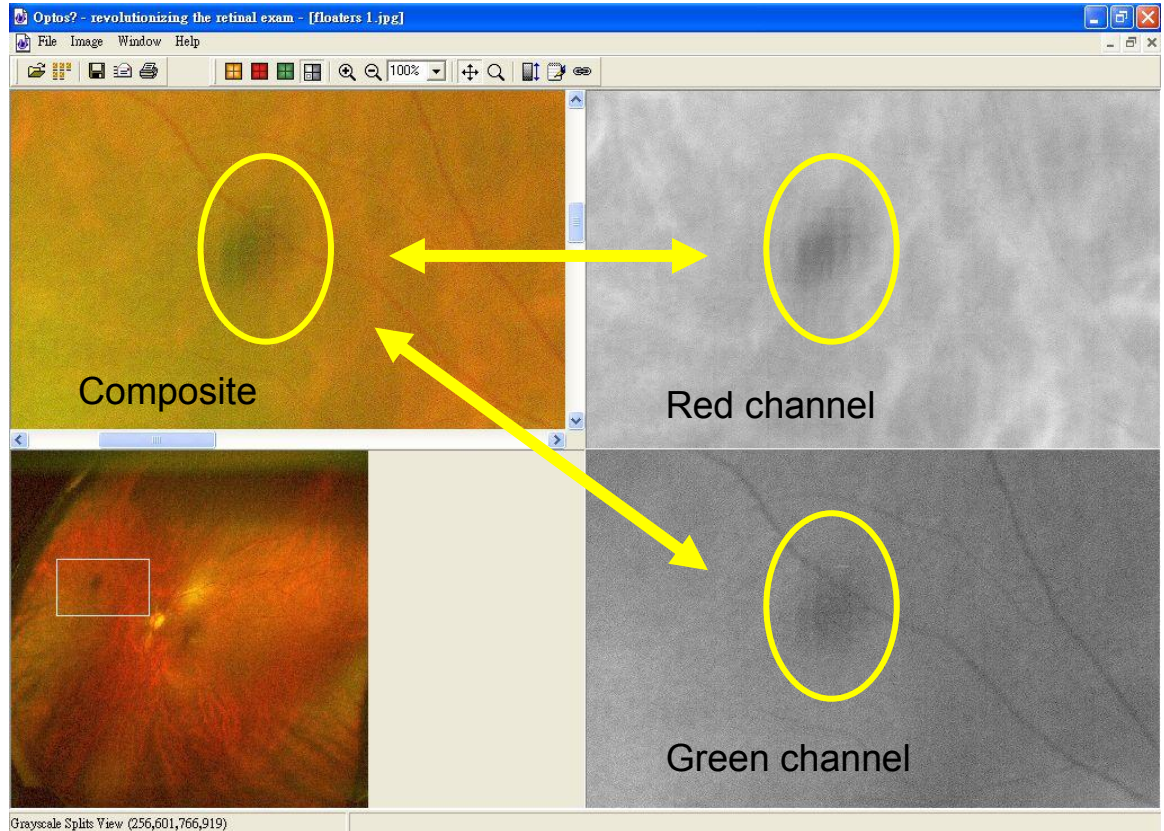 Optos? - revolutionizing the retinal exam - [floaters 1.jpg]
File Image Window Help
100%
Composite
Red channel
Green channel
Grayscale Splits View (256,601,766,919)